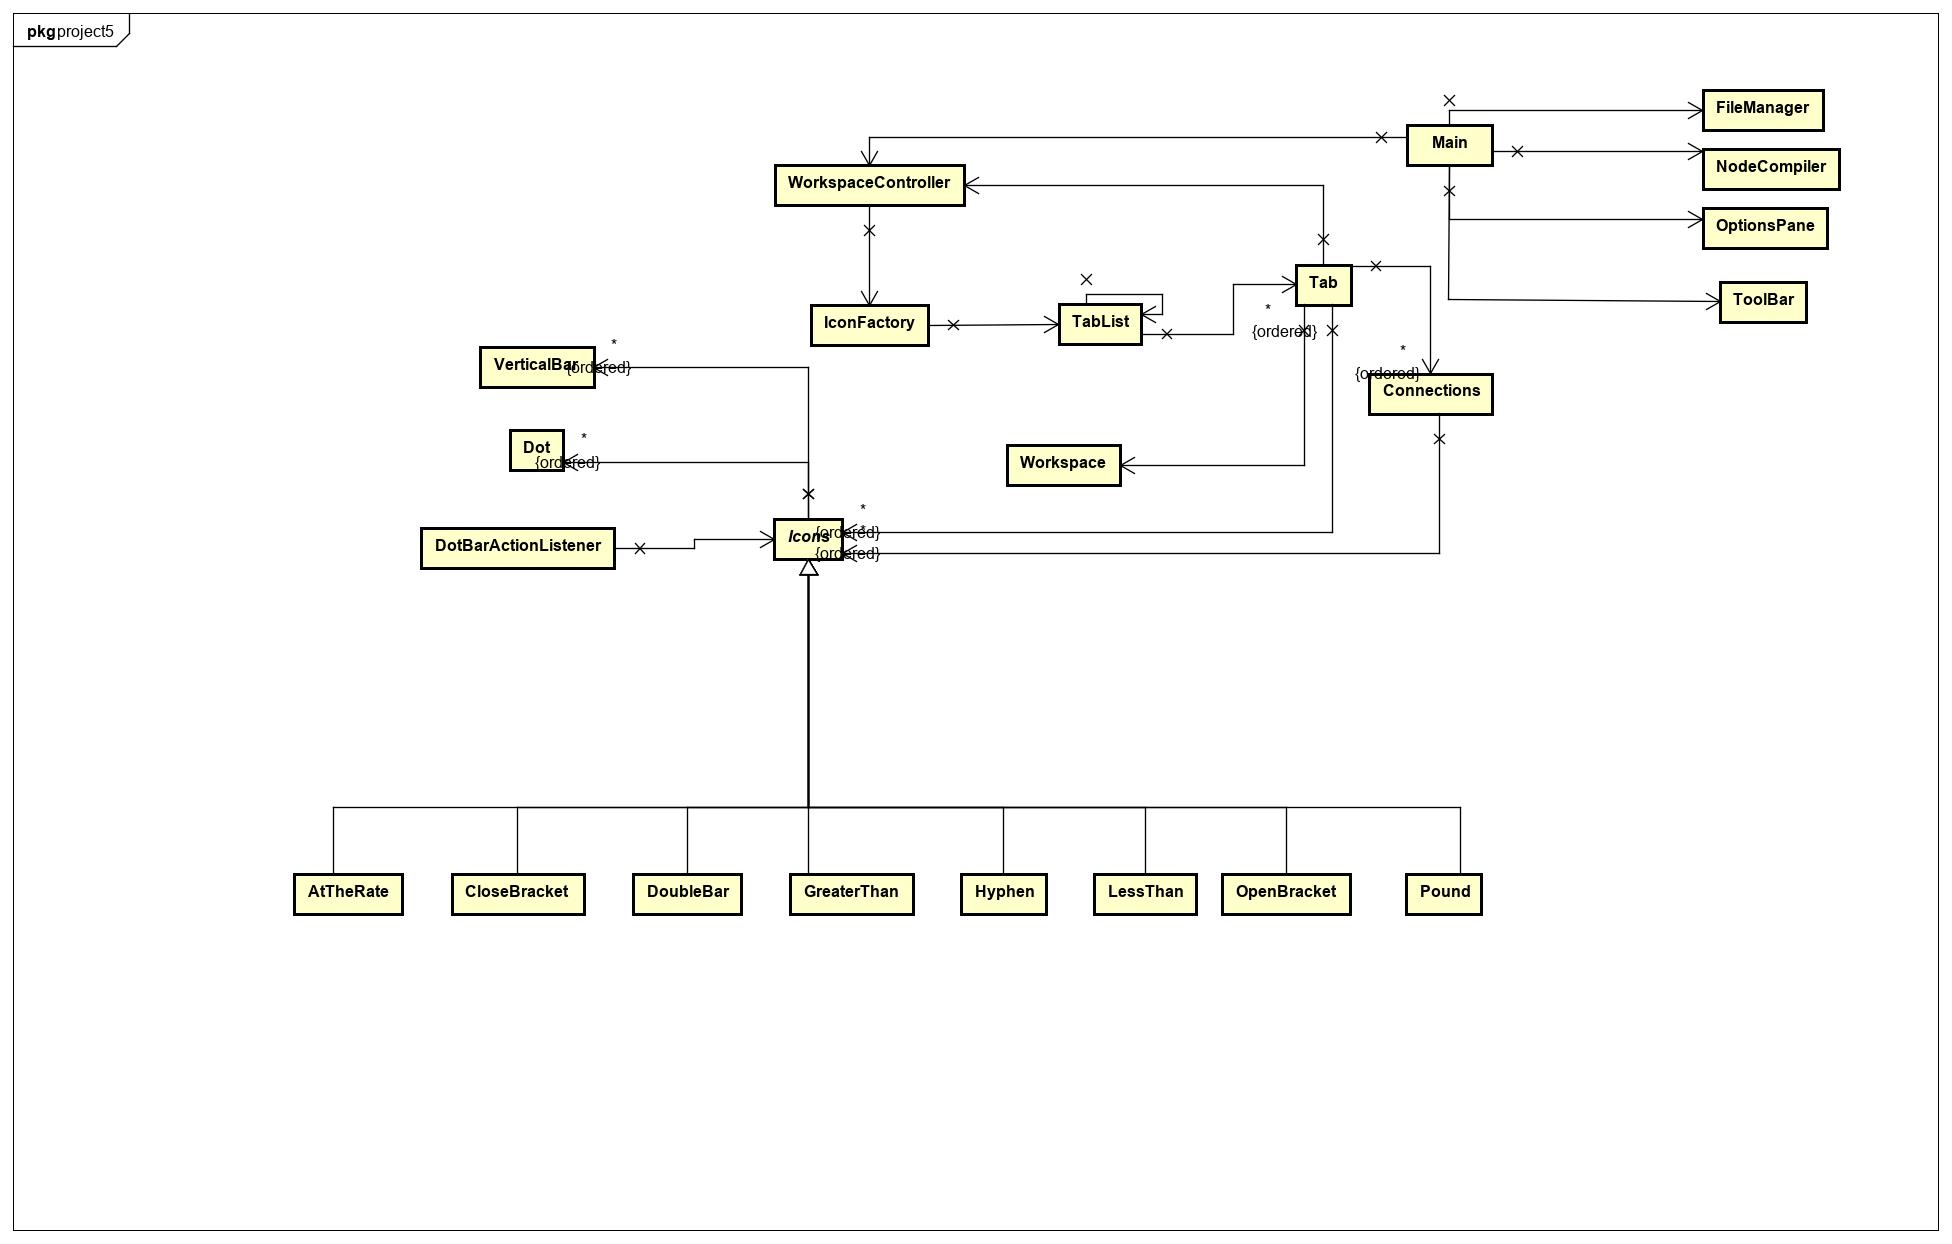 pkg project5
FileManager
Main
NodeCompiler
WorkspaceController
OptionsPane
Tab
ToolBar
*
IconFactory
TabList
{ordered}
*
*
VerticalBar
{ordered}
{ordered}
Connections
*
Dot
{ordered}
Workspace
*
Icons
{ordered}
*
DotBarActionListener
{ordered}
AtTheRate
CloseBracket
DoubleBar
GreaterThan
Hyphen
LessThan
OpenBracket
Pound